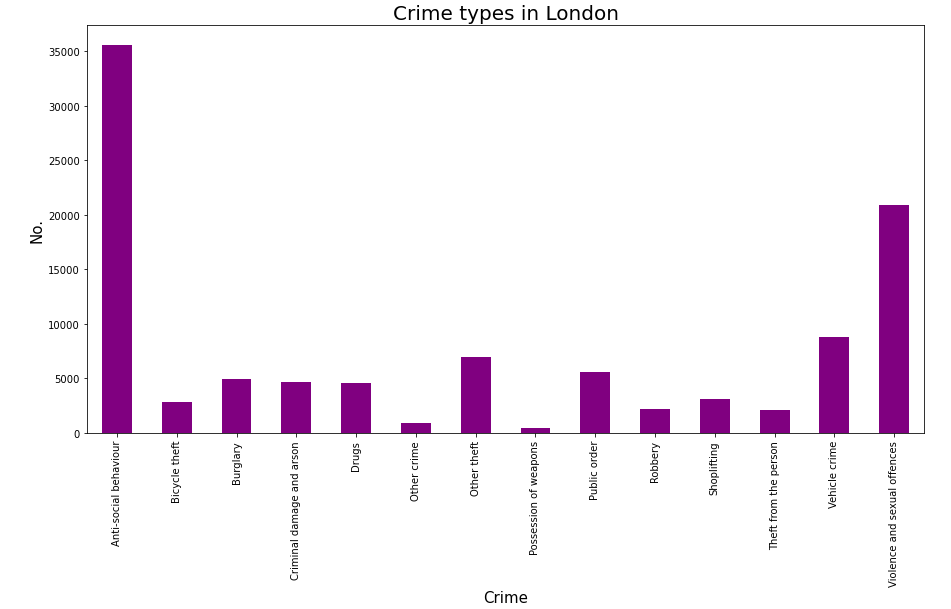 Crime types in London
No.
35000
30000
25000
20000
15000
10000
5000
0
Anti-social behaviour
Bicycle theft
Burglary
Criminal damage and arson
Drugs
Other crime
Other theft
Possession of weapons
Public order
Robbery
Shoplifting
Theft from the person
Vehicle crime
Violence and sexual offences
Crime